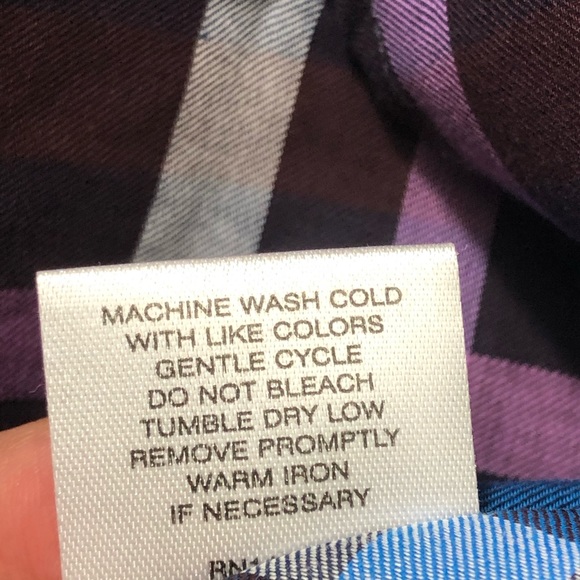 MACHINE WASH COLD
WITH LIKE COLORS
GENTLE CYCLE
DO NOT BLEACH
TUMBLE DRY LOW
REMOVE PROMPTLY
WARM IRON
IF NECESSARY